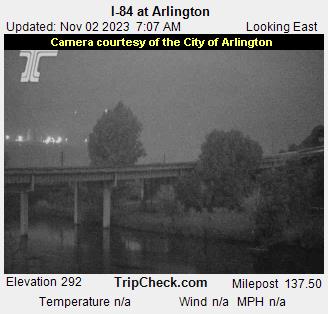 I-84 at Arlington
Updated: Nov 02 2023 7:07 AM Looking East
Camera courtesy of the City of Arlington
Elevation 292 TripCheck.com Milepost 137.50
Temperature n/a Wind n/a MPH n/a